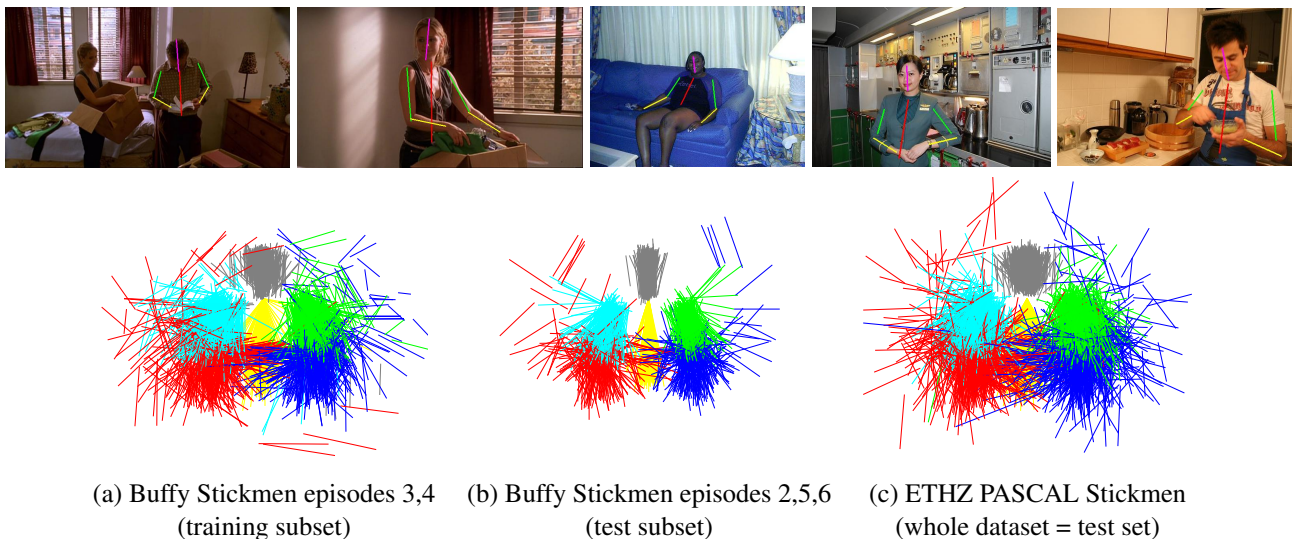 (a) Buffy Stickmen episodes 3,4
(training subset)
(b) Buffy Stickmen episodes 2,5,6
(test subset)
(c) ETHZ PASCAL Stickmen
(whole dataset = test set)